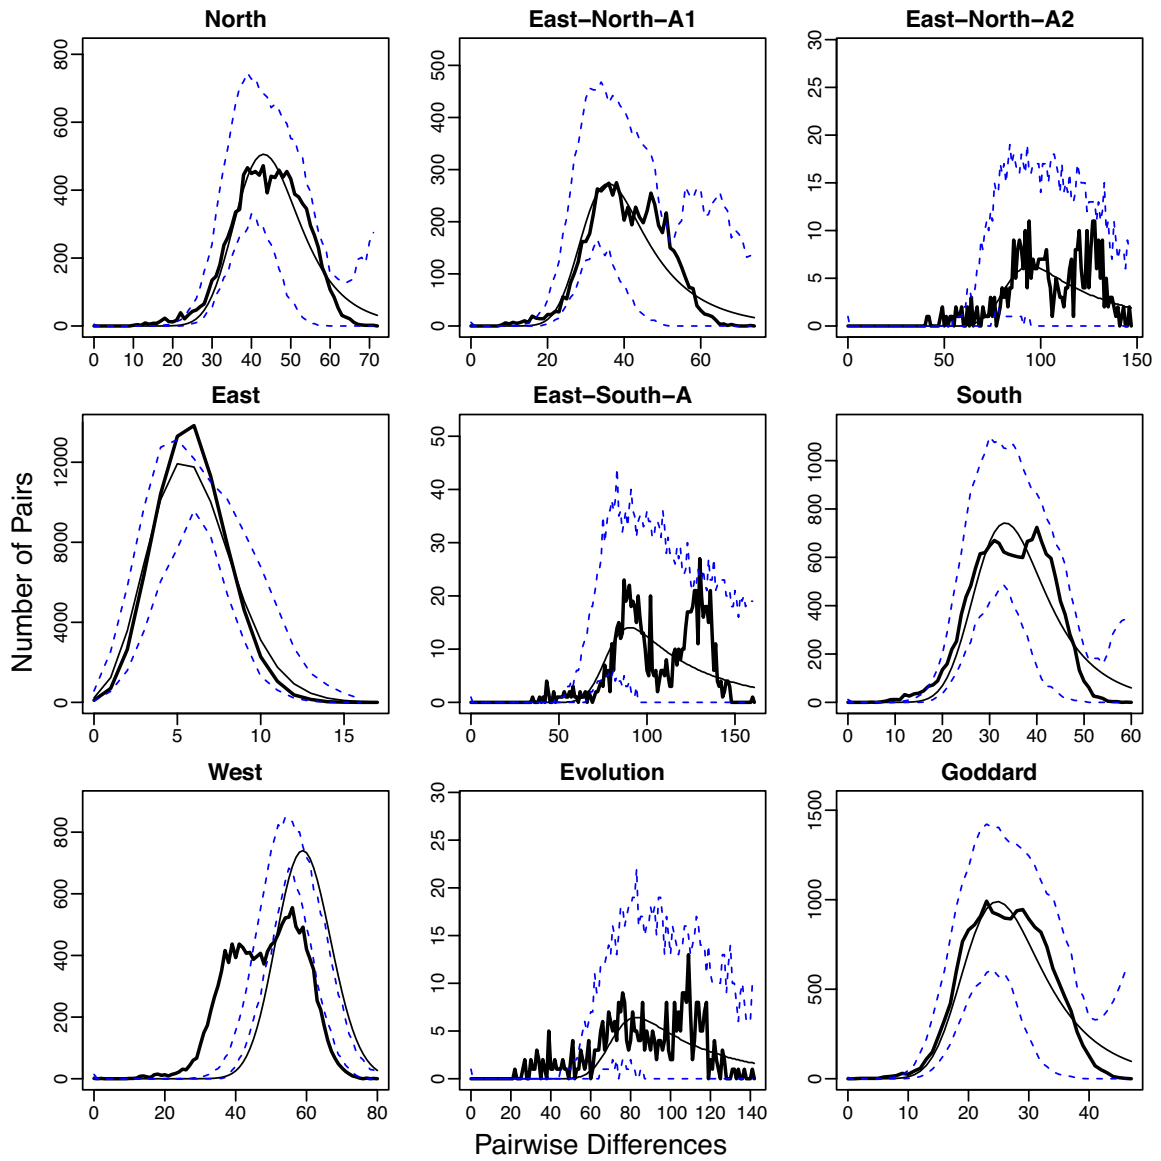 North
East−North−A1
East−North−A2
0 200 400 600 800
0 10 20 30 40 50 60 70
0 100 200 300 400 500
0 20 40 60
0 5 10 15 20 25 30
0 50 100 150
East
East−South−A
South
0 4000 8000 12000
0 5 10 15
0 10 20 30 40 50
0 50 100 150
0 200 400 600 800 1000
0 10 20 30 40 50 60
West
Evolution
Goddard
0 200 400 600 800
0 20 40 60 80
0 5 10 15 20 25 30
0 20 40 60 80 100 120 140
0 500 1000 1500
0 10 20 30 40
Number of Pairs
Pairwise Differences